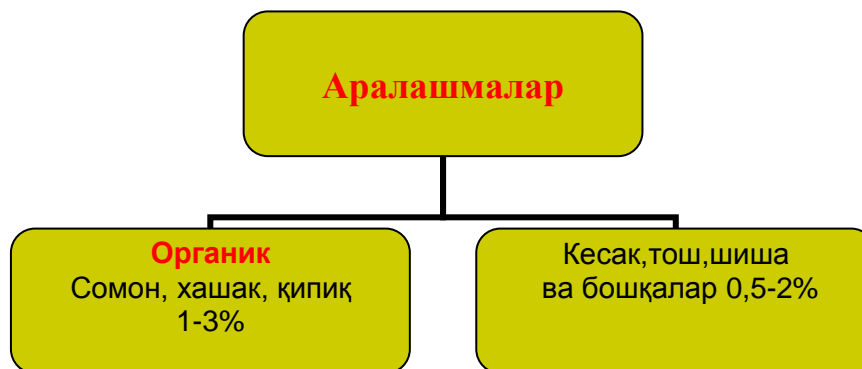 Аралашмалар
Органик
Сомон, хашак, қипиқ
1-3%
Кесак,тош,шиша
ва бошқалар 0,5-2%